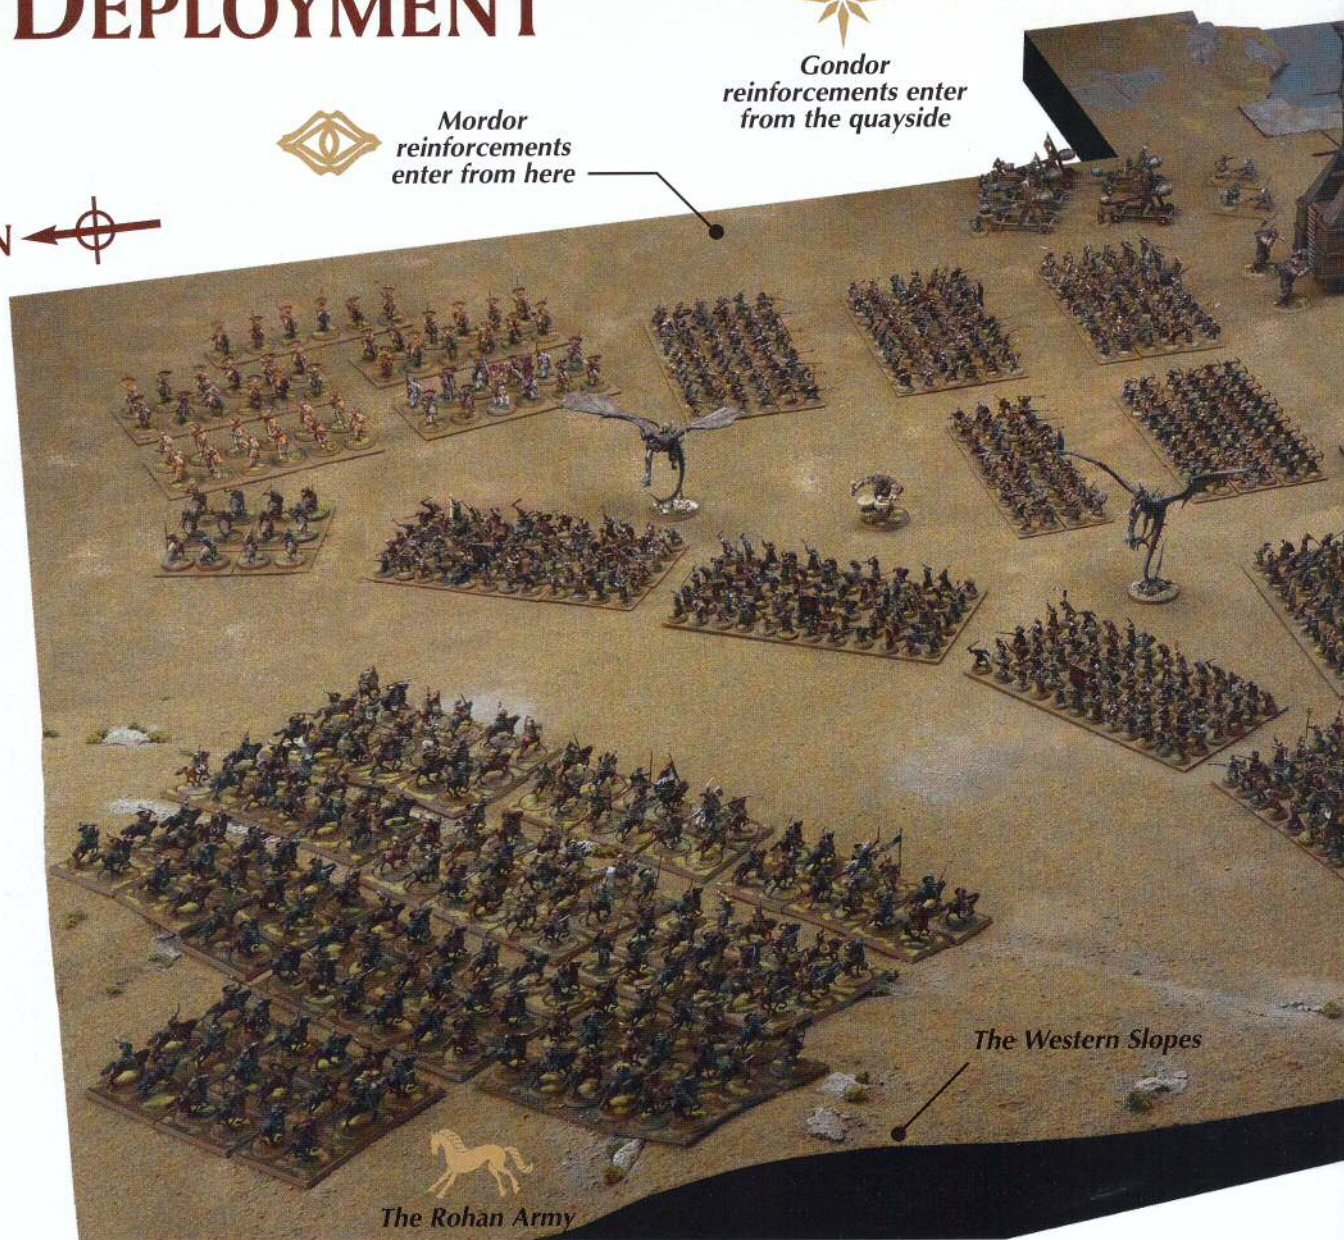 DEPLOYMENT
Gondor
reinforcements enter
from the quayside
Mordor
reinforcements
enter from here
N
The Western Slopes
The Rohan Army